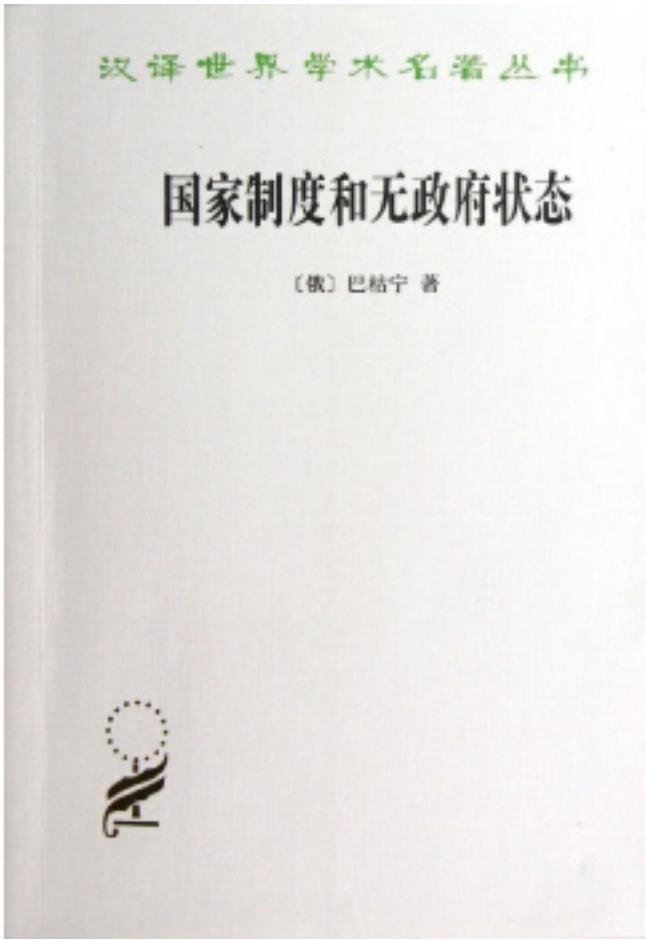 汉译世界学术名著丛书
国家制度和无政府状态
〔俄〕巴枯宁 著